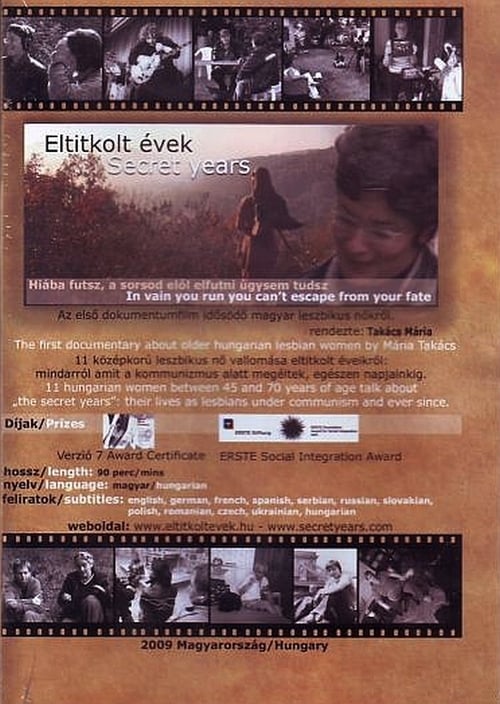 Eltitkolt évek
Secret years
Hiába futsz, a sorsod elől elfutni úgysem tudsz
In vain you run you can't escape from your fate
Az első dokumentumfilm idősödő magyar leszbikus nőkről.
rendezte: Takács Mária
The first documentary about older hungarian lesbian women by Mária Takács
11 középkorú leszbikus nő vallomása eltitkolt éveikről:
mindarról amit a kommunizmus alatt megéltek, egészen napjainkig.
11 hungarian women between 45 and 70 years of age talk about
„the secret years": their lives as lesbians under communism and ever since.
Díjak/Prizes
ERSTE Stiftung
Verzió 7 Award Certificate ERSTE Social Integration Award
hossz/length: 90 perc/mins
nyelv/language: magyar/hungarian
feliratok/subtitles: english, german, french, spanish, serbian, russian, slovakian,
polish, romanian, czech, ukrainian, hungarian
weboldal: www.eltitkoltevek.hu - www.secretyears.com
2009 Magyarország/Hungary